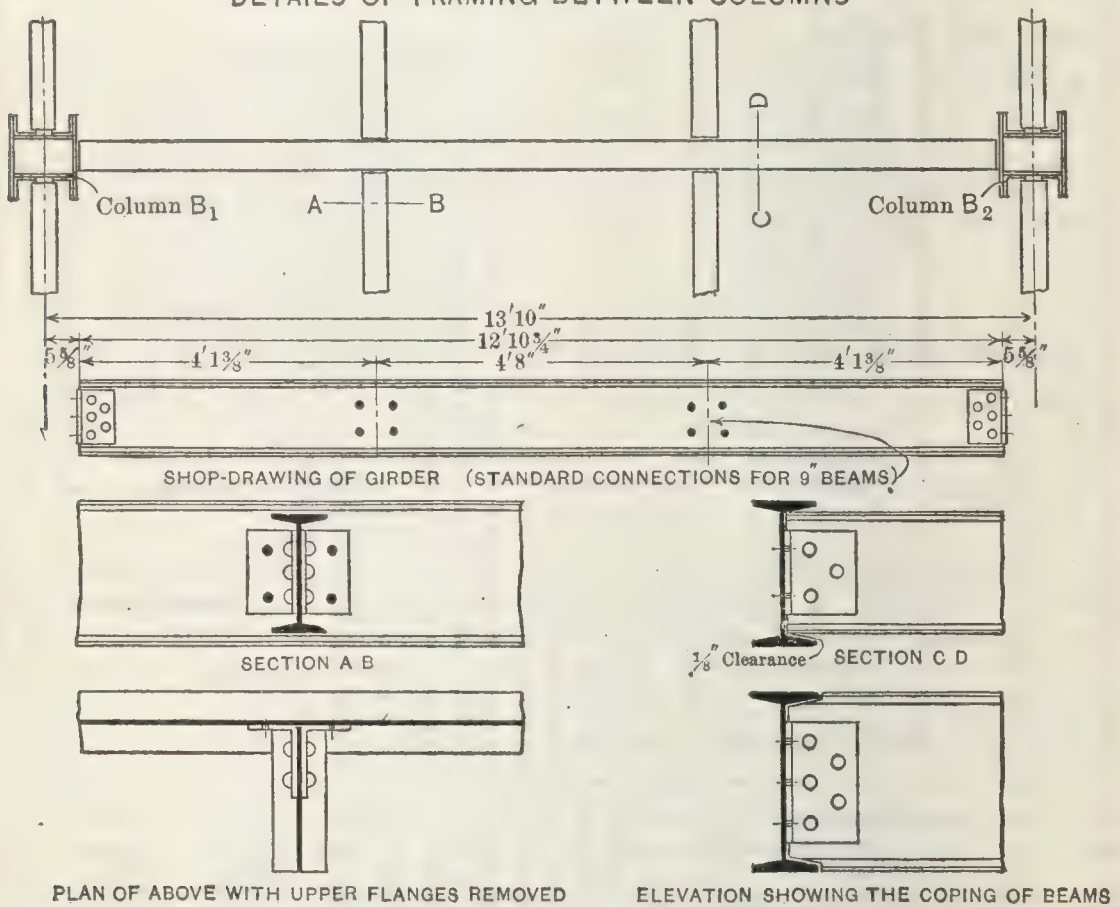 DETAILS OF FRAMING BETWEEN COLUMNS
D
Column B₁
A
B
C
Column B₂
13′10″
12′10¾″
5⅝″
4′1⅜″
4′8″
4′1⅜″
5⅝″
SHOP-DRAWING OF GIRDER (STANDARD CONNECTIONS FOR 9″ BEAMS)
SECTION A B
⅛″ Clearance
SECTION C D
PLAN OF ABOVE WITH UPPER FLANGES REMOVED
ELEVATION SHOWING THE COPING OF BEAMS